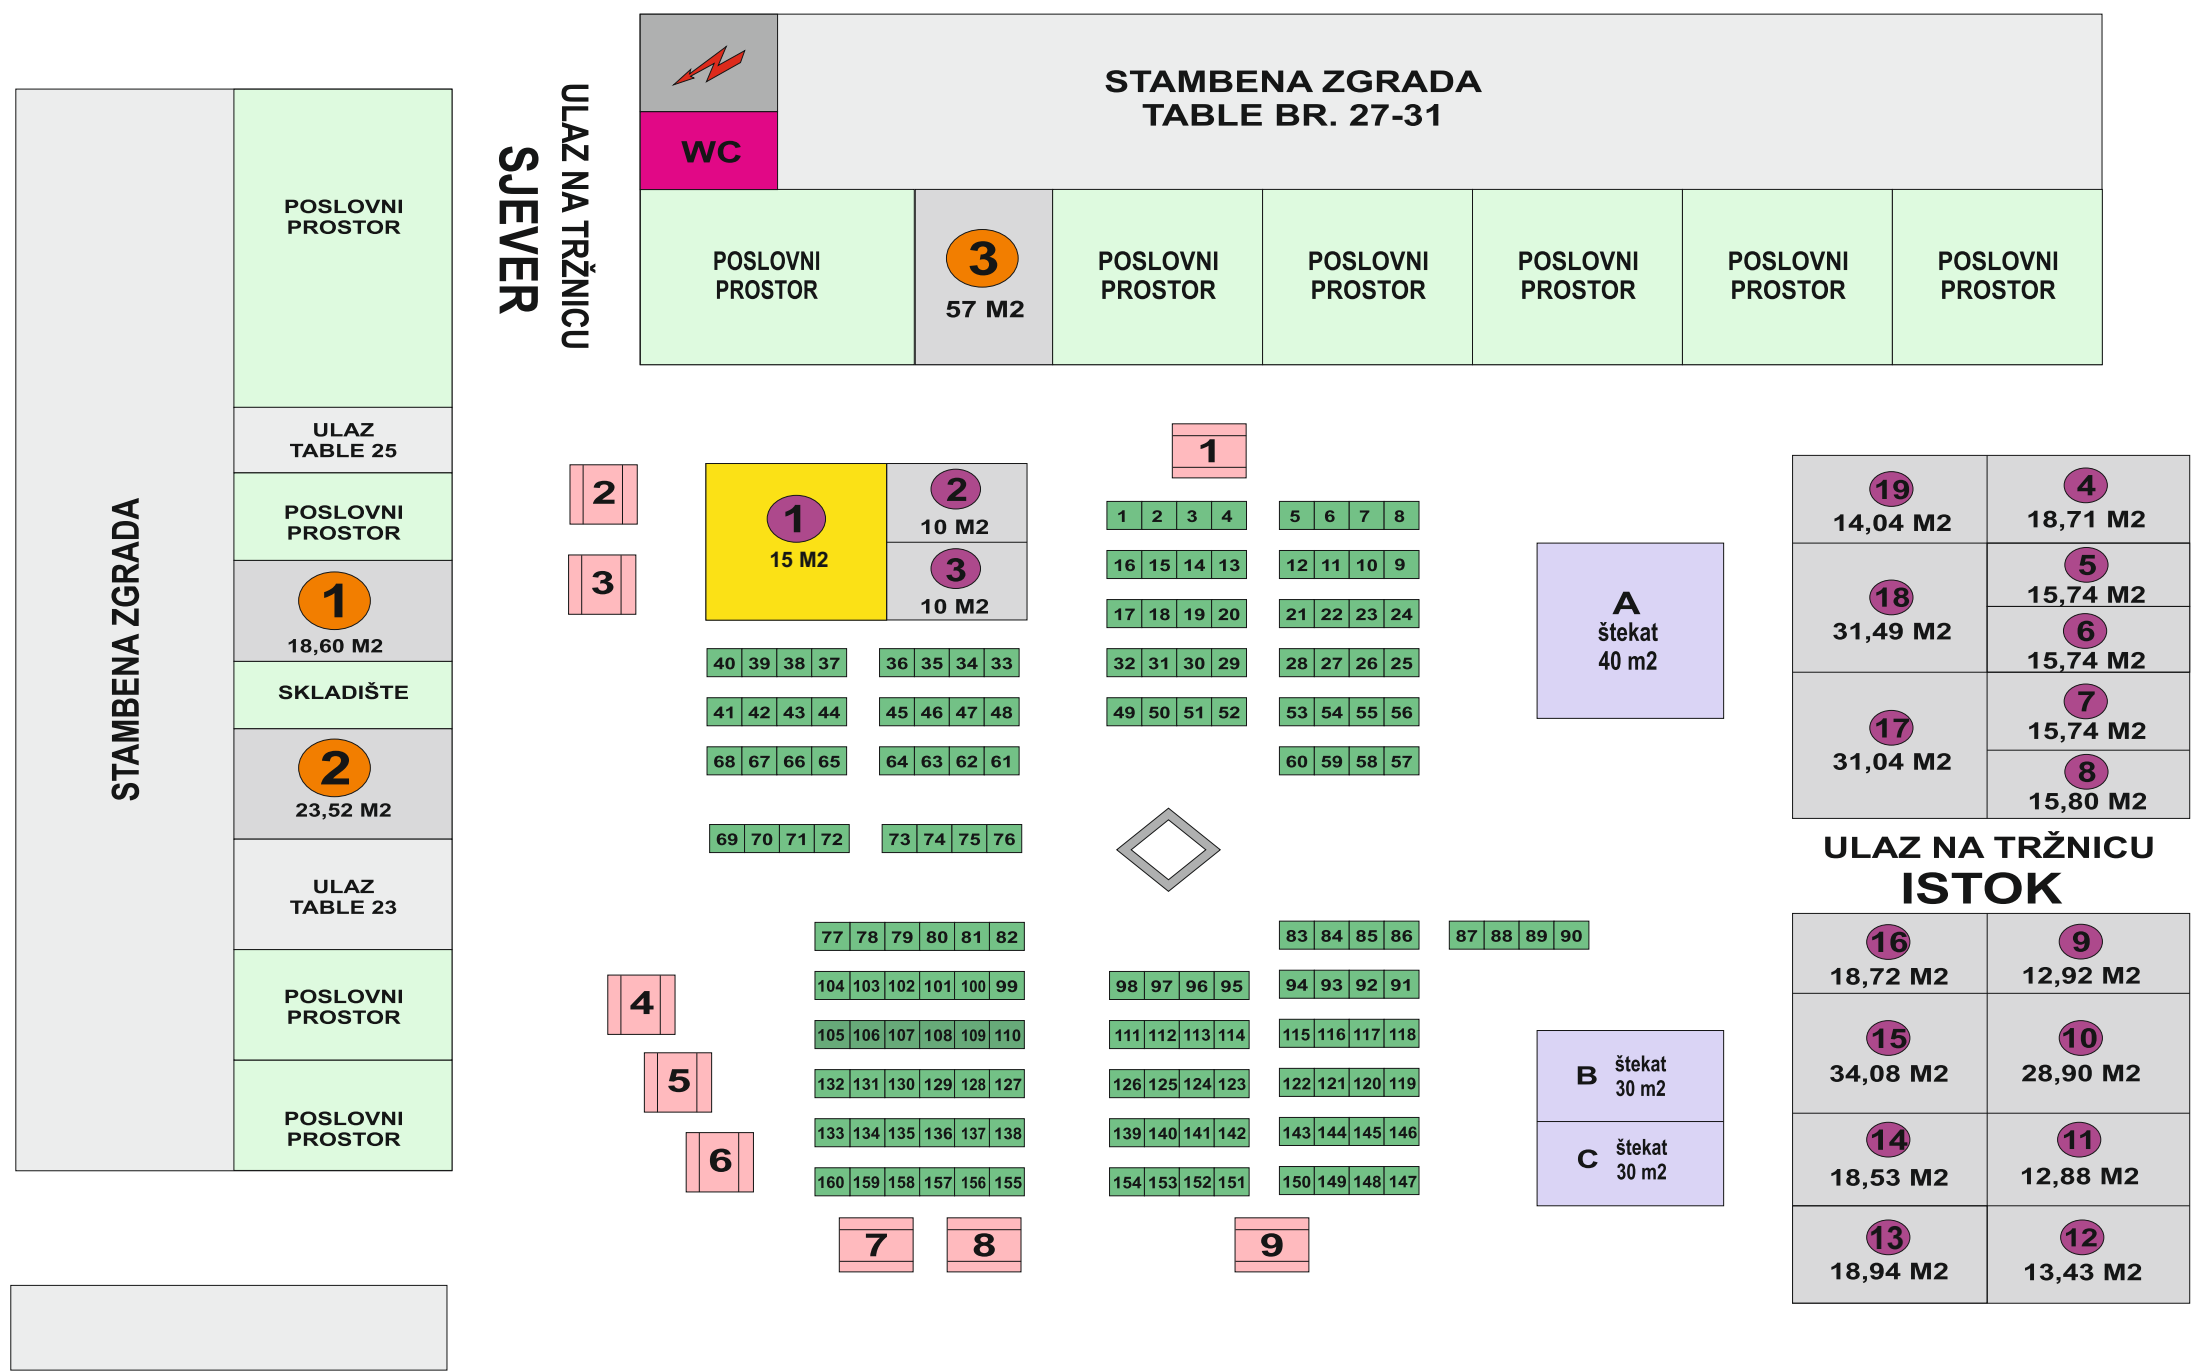 STAMBENA ZGRADA
POSLOVNI
PROSTOR
ULAZ
TABLE 25
POSLOVNI
PROSTOR
1
18,60 M2
SKLADIŠTE
2
23,52 M2
ULAZ
TABLE 23
POSLOVNI
PROSTOR
POSLOVNI
PROSTOR
ULAZ NA TRŽNICU
SJEVER
WC
STAMBENA ZGRADA
TABLE BR. 27-31
POSLOVNI
PROSTOR
3
57 M2
POSLOVNI
PROSTOR
POSLOVNI
PROSTOR
POSLOVNI
PROSTOR
POSLOVNI
PROSTOR
POSLOVNI
PROSTOR
1
2
3
1
15 M2
2
10 M2
3
10 M2
1 2 3 4 5 6 7 8
16 15 14 13 12 11 10 9
17 18 19 20 21 22 23 24
32 31 30 29 28 27 26 25
49 50 51 52 53 54 55 56
60 59 58 57
40 39 38 37 36 35 34 33
41 42 43 44 45 46 47 48
68 67 66 65 64 63 62 61
69 70 71 72 73 74 75 76
77 78 79 80 81 82 83 84 85 86 87 88 89 90
104 103 102 101 100 99 98 97 96 95 94 93 92 91
105 106 107 108 109 110 111 112 113 114 115 116 117 118
132 131 130 129 128 127 126 125 124 123 122 121 120 119
133 134 135 136 137 138 139 140 141 142 143 144 145 146
160 159 158 157 156 155 154 153 152 151 150 149 148 147
4
5
6
7 8 9
A
štekat
40 m2
B štekat
30 m2
C štekat
30 m2
19
14,04 M2
4
18,71 M2
18
31,49 M2
5
15,74 M2
6
15,74 M2
17
31,04 M2
7
15,74 M2
8
15,80 M2
ULAZ NA TRŽNICU
ISTOK
16
18,72 M2
9
12,92 M2
15
34,08 M2
10
28,90 M2
14
18,53 M2
11
12,88 M2
13
18,94 M2
12
13,43 M2